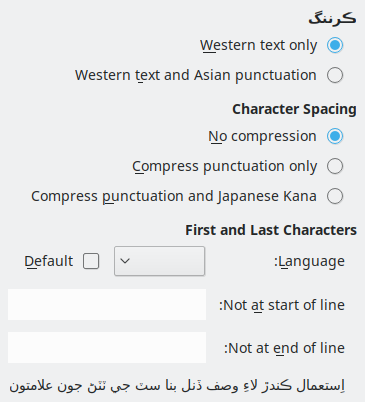 ڪرننگ
Western text only
Western text and Asian punctuation
Character Spacing
No compression
Compress punctuation only
Compress punctuation and Japanese Kana
First and Last Characters
Language:
Default
Not at start of line:
Not at end of line:
اِستعمال ڪندڙ لاءِ وصف ڏنل بنا سٽ جي ٽٽڻ جون علامتون